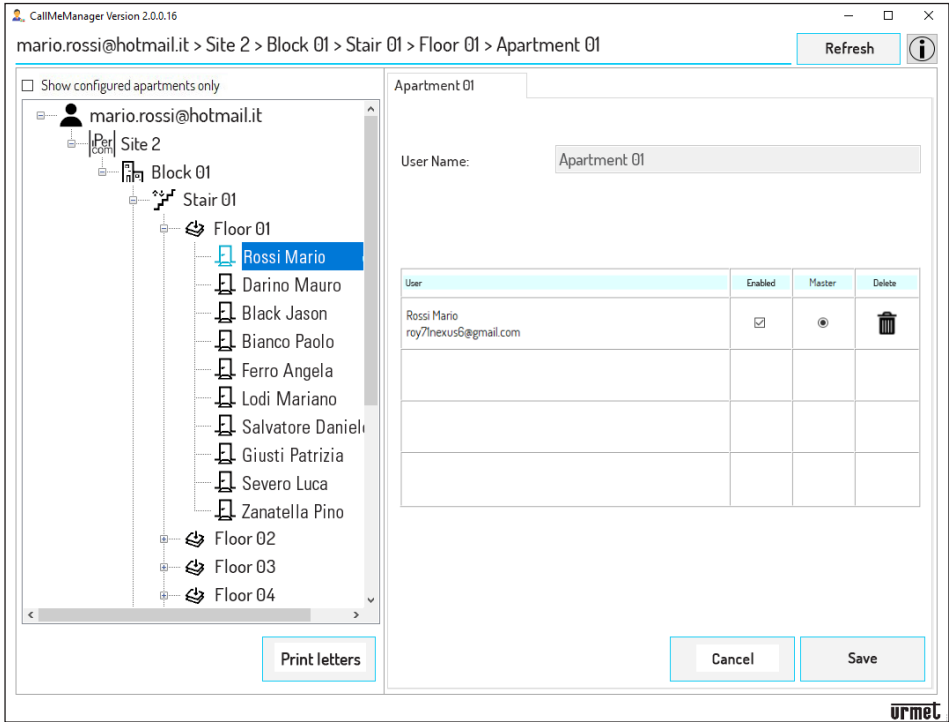 CallMeManager Version 2.0.0.16
mario.rossi@hotmail.it > Site 2 > Block 01 > Stair 01 > Floor 01 > Apartment 01
Refresh
Show configured apartments only
mario.rossi@hotmail.it
iPer com Site 2
Block 01
Stair 01
Floor 01
Rossi Mario
Darino Mauro
Black Jason
Bianco Paolo
Ferro Angela
Lodi Mariano
Salvatore Daniel
Giusti Patrizia
Severo Luca
Zanatella Pino
Floor 02
Floor 03
Floor 04
Print letters
Apartment 01
User Name: Apartment 01
User Enabled Master Delete
Rossi Mario
roy71nexus6@gmail.com
Cancel Save
urmet